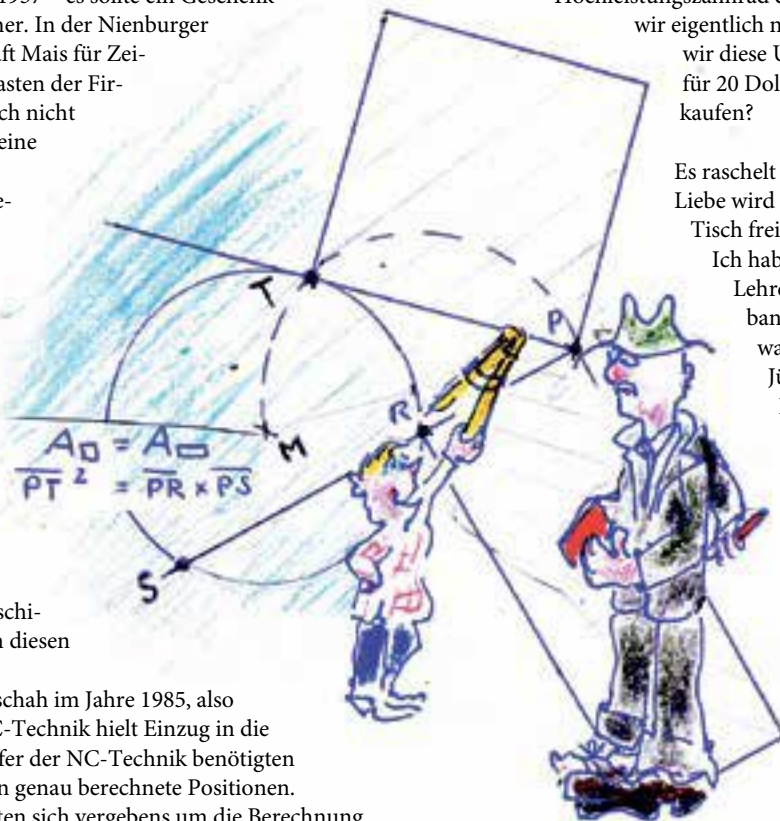 es sollte ein Geschenk
ner. In der Nienburger
ft Mais für Zei-
asten der Fir-
ch nicht
eine
e-
Hochleistungszahnrad
wir eigentlich
wir diese U
für 20 Dol
kaufen?
Es raschelt
Liebe wird
Tisch frei
Ich hab
Lehr
ban
wa
T
P
R
M
A□ = A▭
PT² = PR × PS
S
schi-
n diesen
schah im Jahre 1985, also
C-Technik hielt Einzug in die
fer der NC-Technik benötigten
n genau berechnete Positionen.
ten sich vergebens um die Berechnung